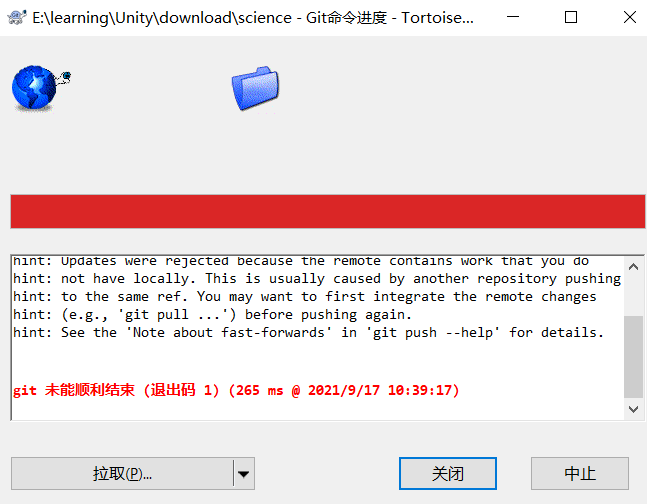 E:\learning\Unity\download\science - Git命令进度 - Tortoise...
hint: Updates were rejected because the remote contains work that you do
hint: not have locally. This is usually caused by another repository pushing
hint: to the same ref. You may want to first integrate the remote changes
hint: (e.g., 'git pull ...') before pushing again.
hint: See the 'Note about fast-forwards' in 'git push --help' for details.
git 未能顺利结束 (退出码 1) (265 ms @ 2021/9/17 10:39:17)
拉取(P)...
关闭
中止